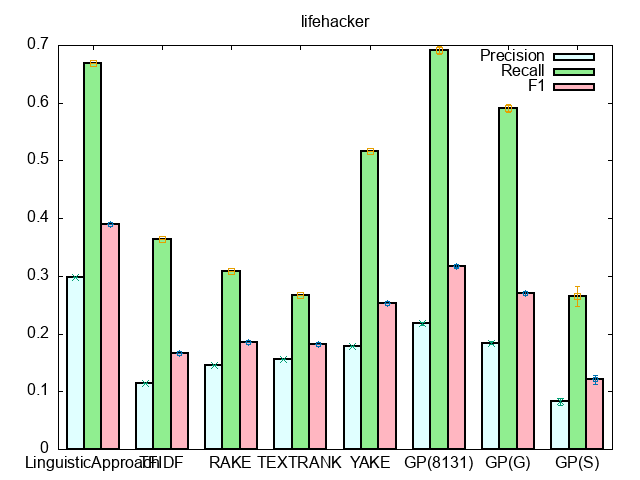 lifehacker
Precision
Recall
F1
0.7
0.6
0.5
0.4
0.3
0.2
0.1
0
LinguisticApproach TFIDF RAKE TEXTRANK YAKE GP(8131) GP(G) GP(S)